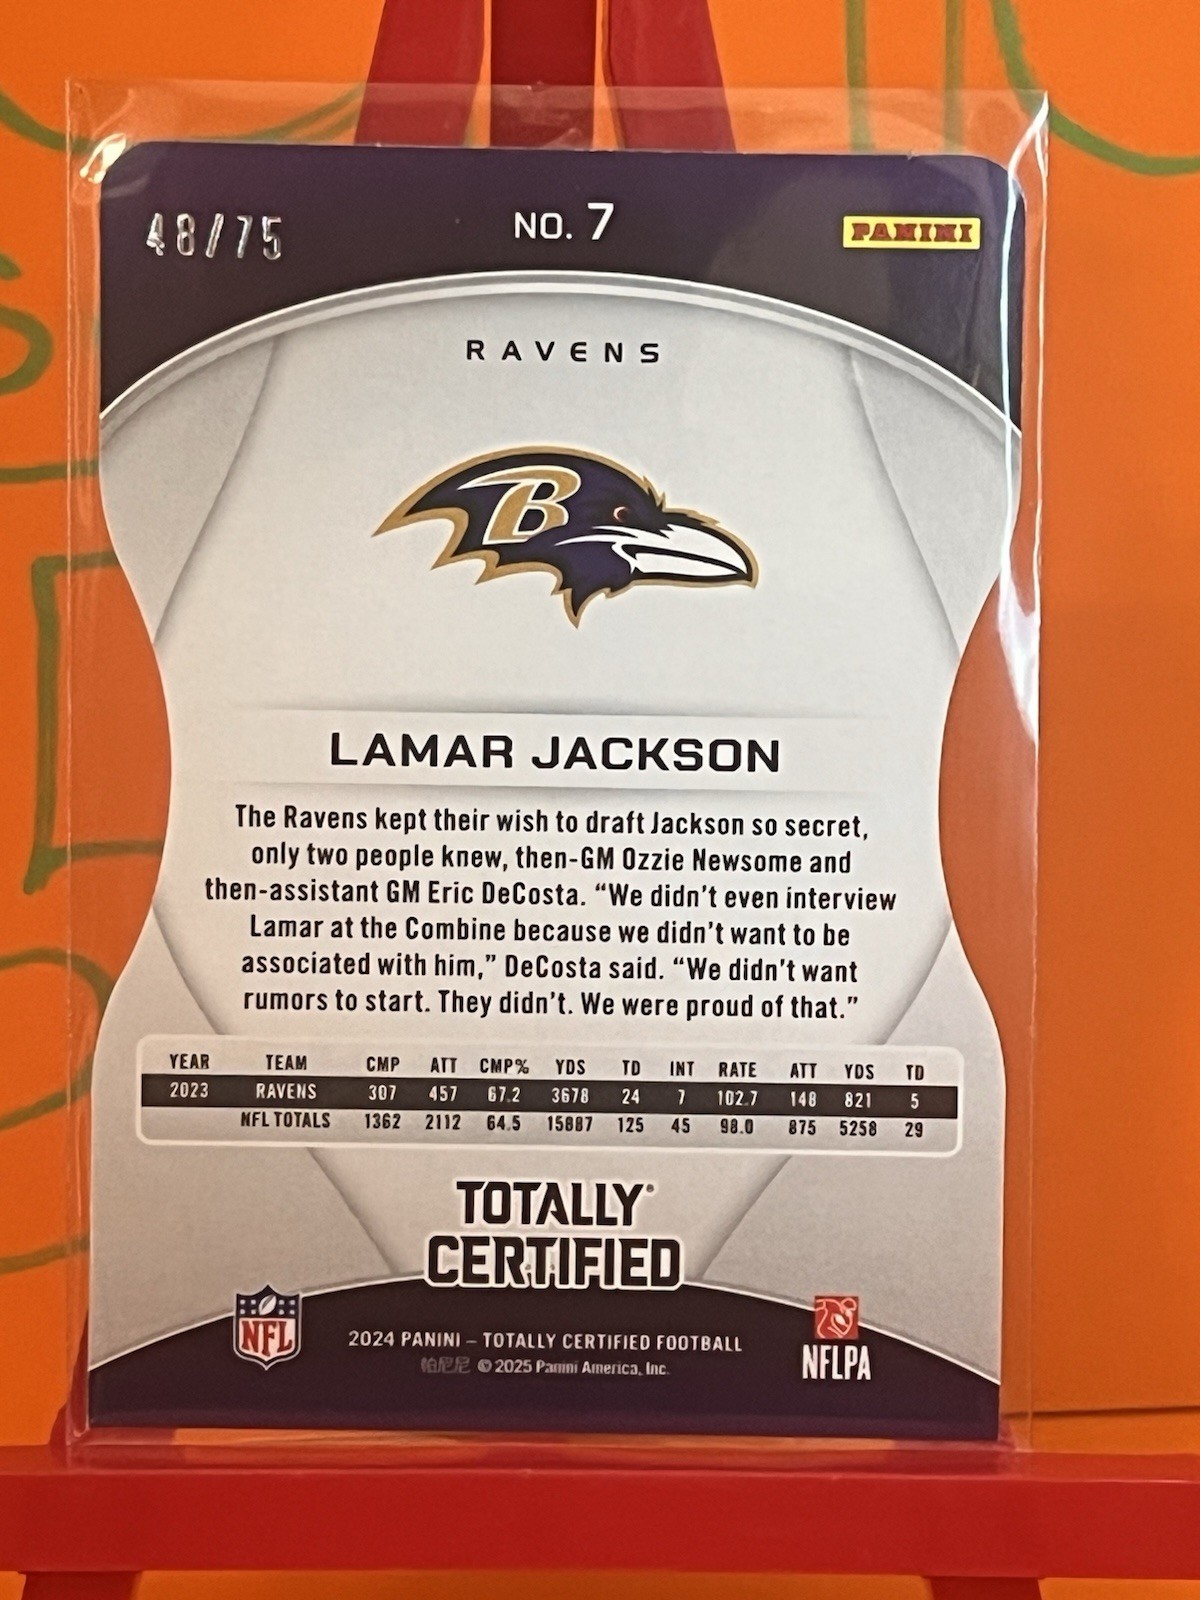 48/75
NO. 7
PANINI
RAVENS
B
LAMAR JACKSON
The Ravens kept their wish to draft Jackson so secret,
only two people knew, then-GM Ozzie Newsome and
then-assistant GM Eric DeCosta. “We didn’t even interview
Lamar at the Combine because we didn’t want to be
associated with him,” DeCosta said. “We didn’t want
rumors to start. They didn’t. We were proud of that.”
YEAR TEAM CMP ATT CMP% YDS TD INT RATE ATT YDS TD
2023 RAVENS 307 457 67.2 3678 24 7 102.7 148 821 5
NFL TOTALS 1362 2112 64.5 15887 125 45 98.0 875 5258 29
TOTALLY
CERTIFIED
NFL
2024 PANINI – TOTALLY CERTIFIED FOOTBALL
帕尼尼 © 2025 Panini America, Inc.
NFLPA